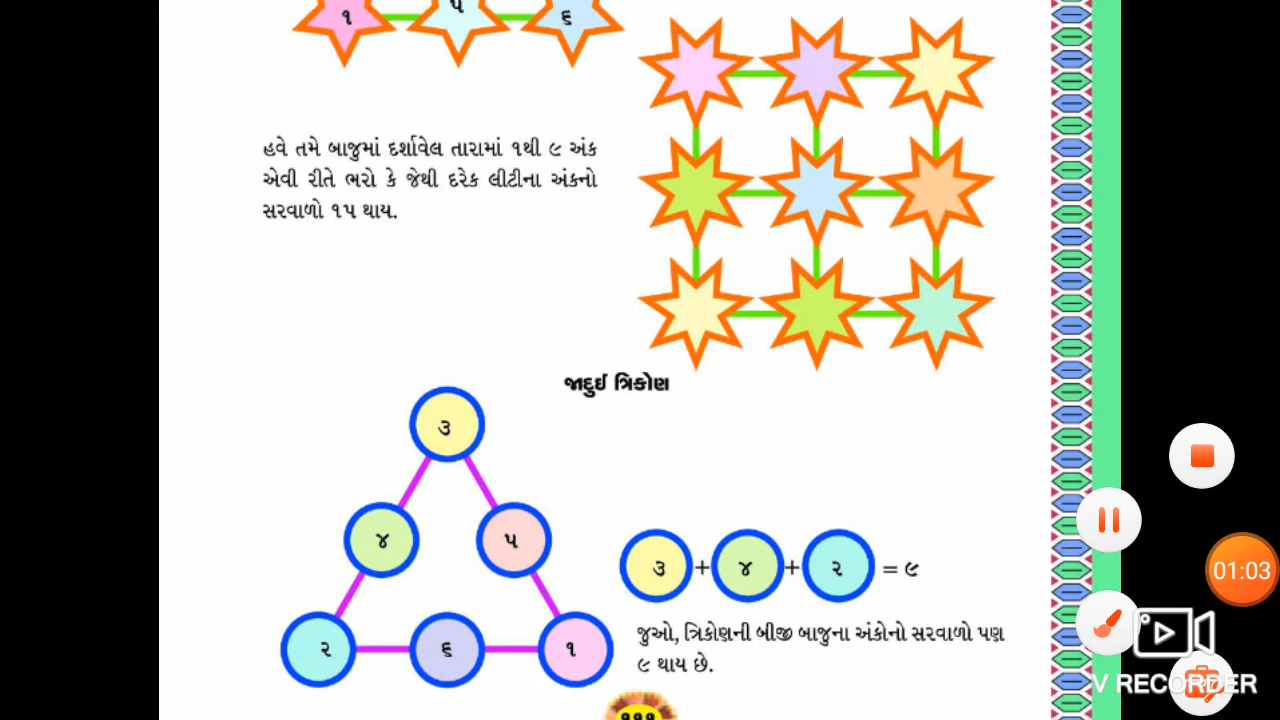 ૧ ૫ ૬
હવે તમે બાજુમાં દર્શાવેલ તારામાં ૧થી ૯ અંક
એવી રીતે ભરો કે જેથી દરેક લીટીના અંકનો
સરવાળો ૧૫ થાય.
જાદુઈ ત્રિકોણ
૩
૪ ૫
૨ ૬ ૧
૩ + ૪ + ૨ = ૯
જુઓ, ત્રિકોણની બીજી બાજુના અંકોનો સરવાળો પણ
૯ થાય છે.
01:03
V RECORDER